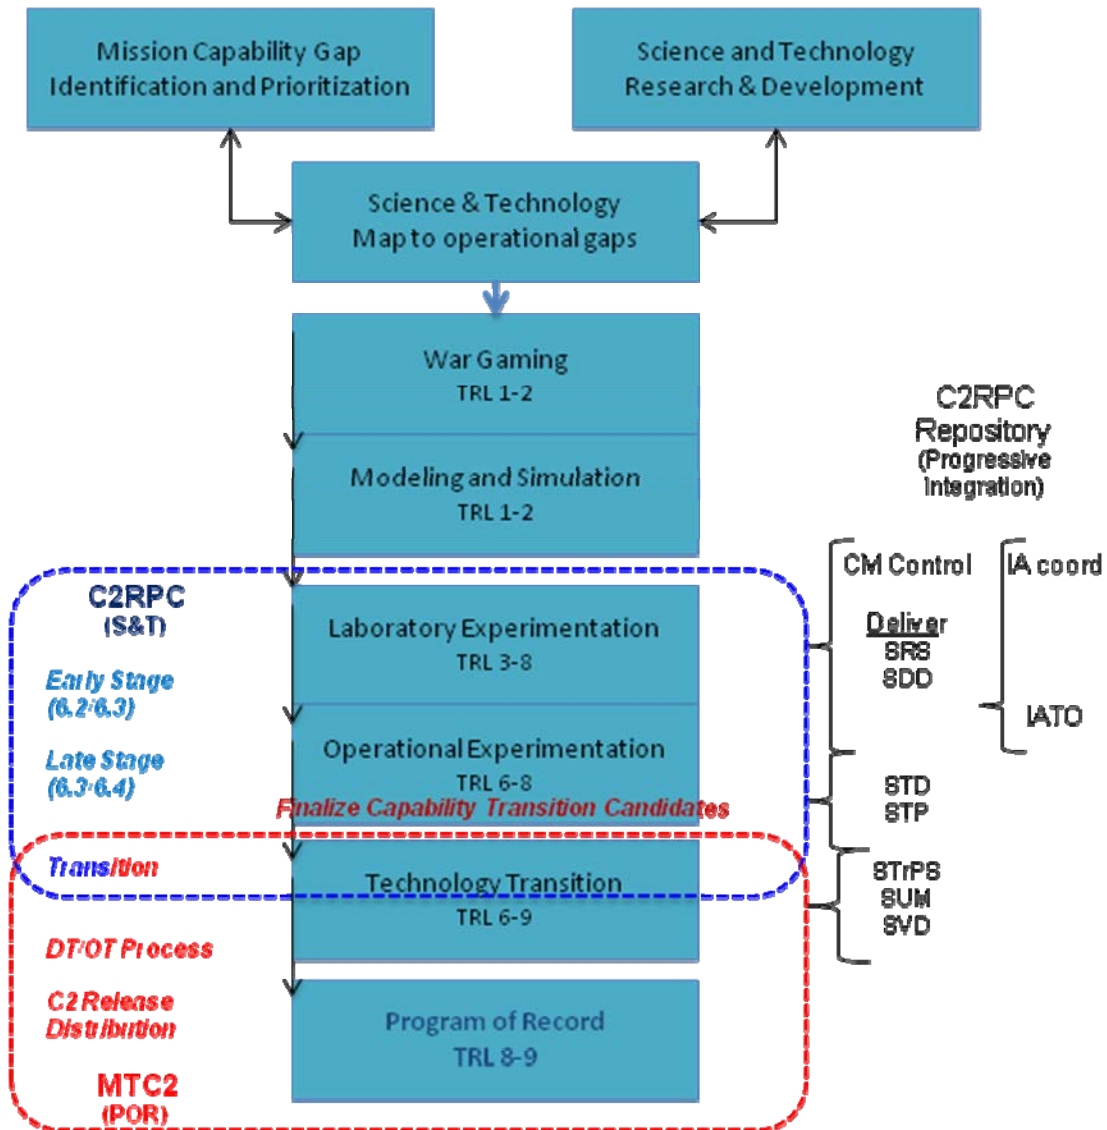 Mission Capability Gap
Identification and Prioritization
Science and Technology
Research & Development
Science & Technology
Map to operational gaps
War Gaming
TRL 1-2
Modeling and Simulation
TRL 1-2
C2RPC
Repository
(Progressive
Integration)
CM Control
IA coord
Deliver
SRS
SDD
IATO
C2RPC
(S&T)
Early Stage
(6.2/6.3)
Late Stage
(6.3/6.4)
Laboratory Experimentation
TRL 3-8
Operational Experimentation
TRL 6-8
Finalize Capability Transition Candidates
STD
STP
Transition
Technology Transition
TRL 6-9
STrPS
SUM
SVD
DT/OT Process
C2 Release
Distribution
MTC2
(POR)
Program of Record
TRL 8-9